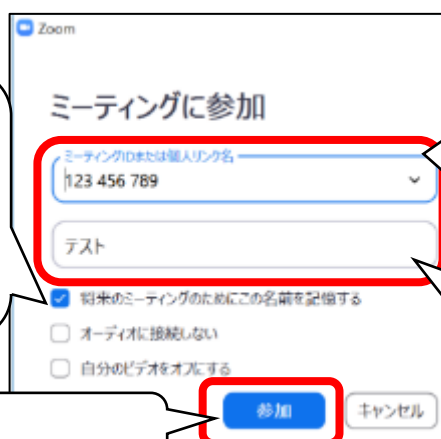 Zoom
ミーティングに参加
ミーティングIDまたは個人リンク名
123 456 789
テスト
将来のミーティングのためにこの名前を記憶する
オーディオに接続しない
自分のビデオをオフにする
参加
キャンセル